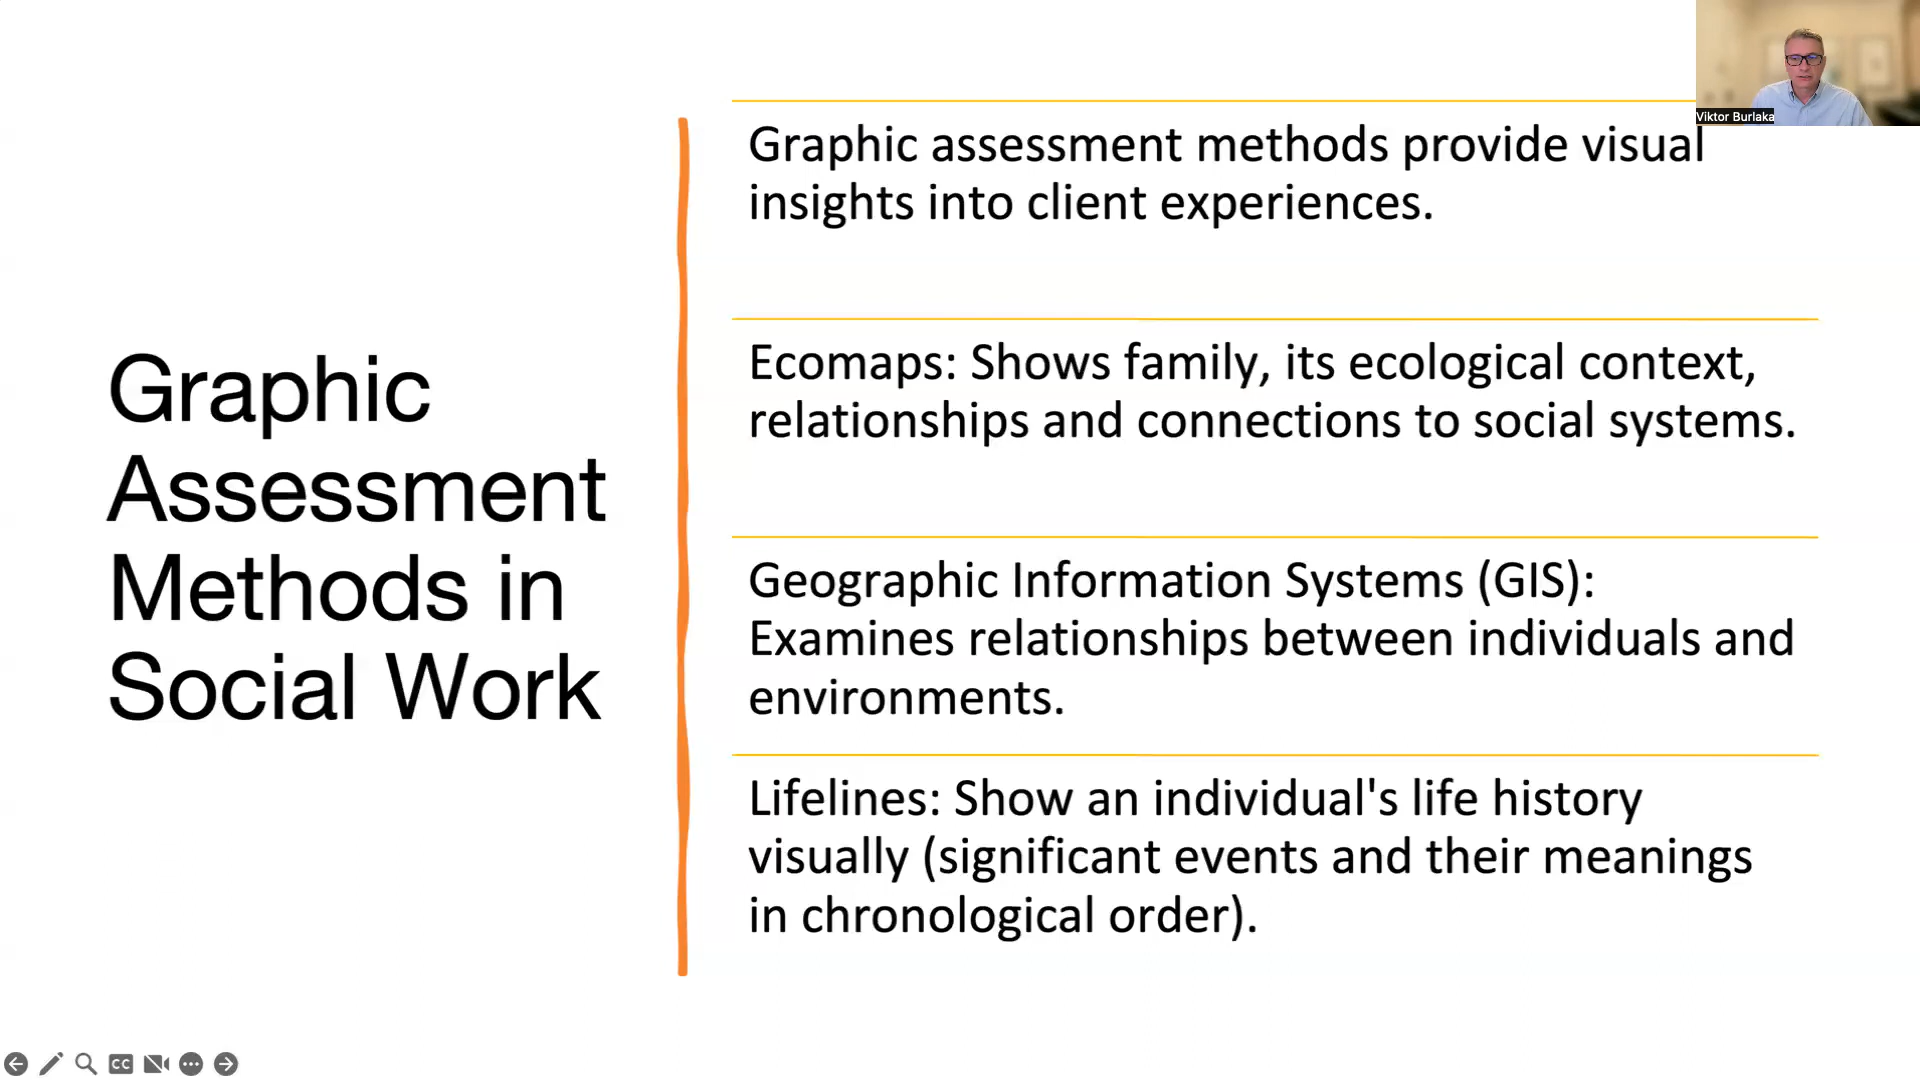 Viktor Burlaka
Graphic
Assessment
Methods in
Social Work
Graphic assessment methods provide visual
insights into client experiences.
Ecomaps: Shows family, its ecological context,
relationships and connections to social systems.
Geographic Information Systems (GIS):
Examines relationships between individuals and
environments.
Lifelines: Show an individual's life history
visually (significant events and their meanings
in chronological order).
CC